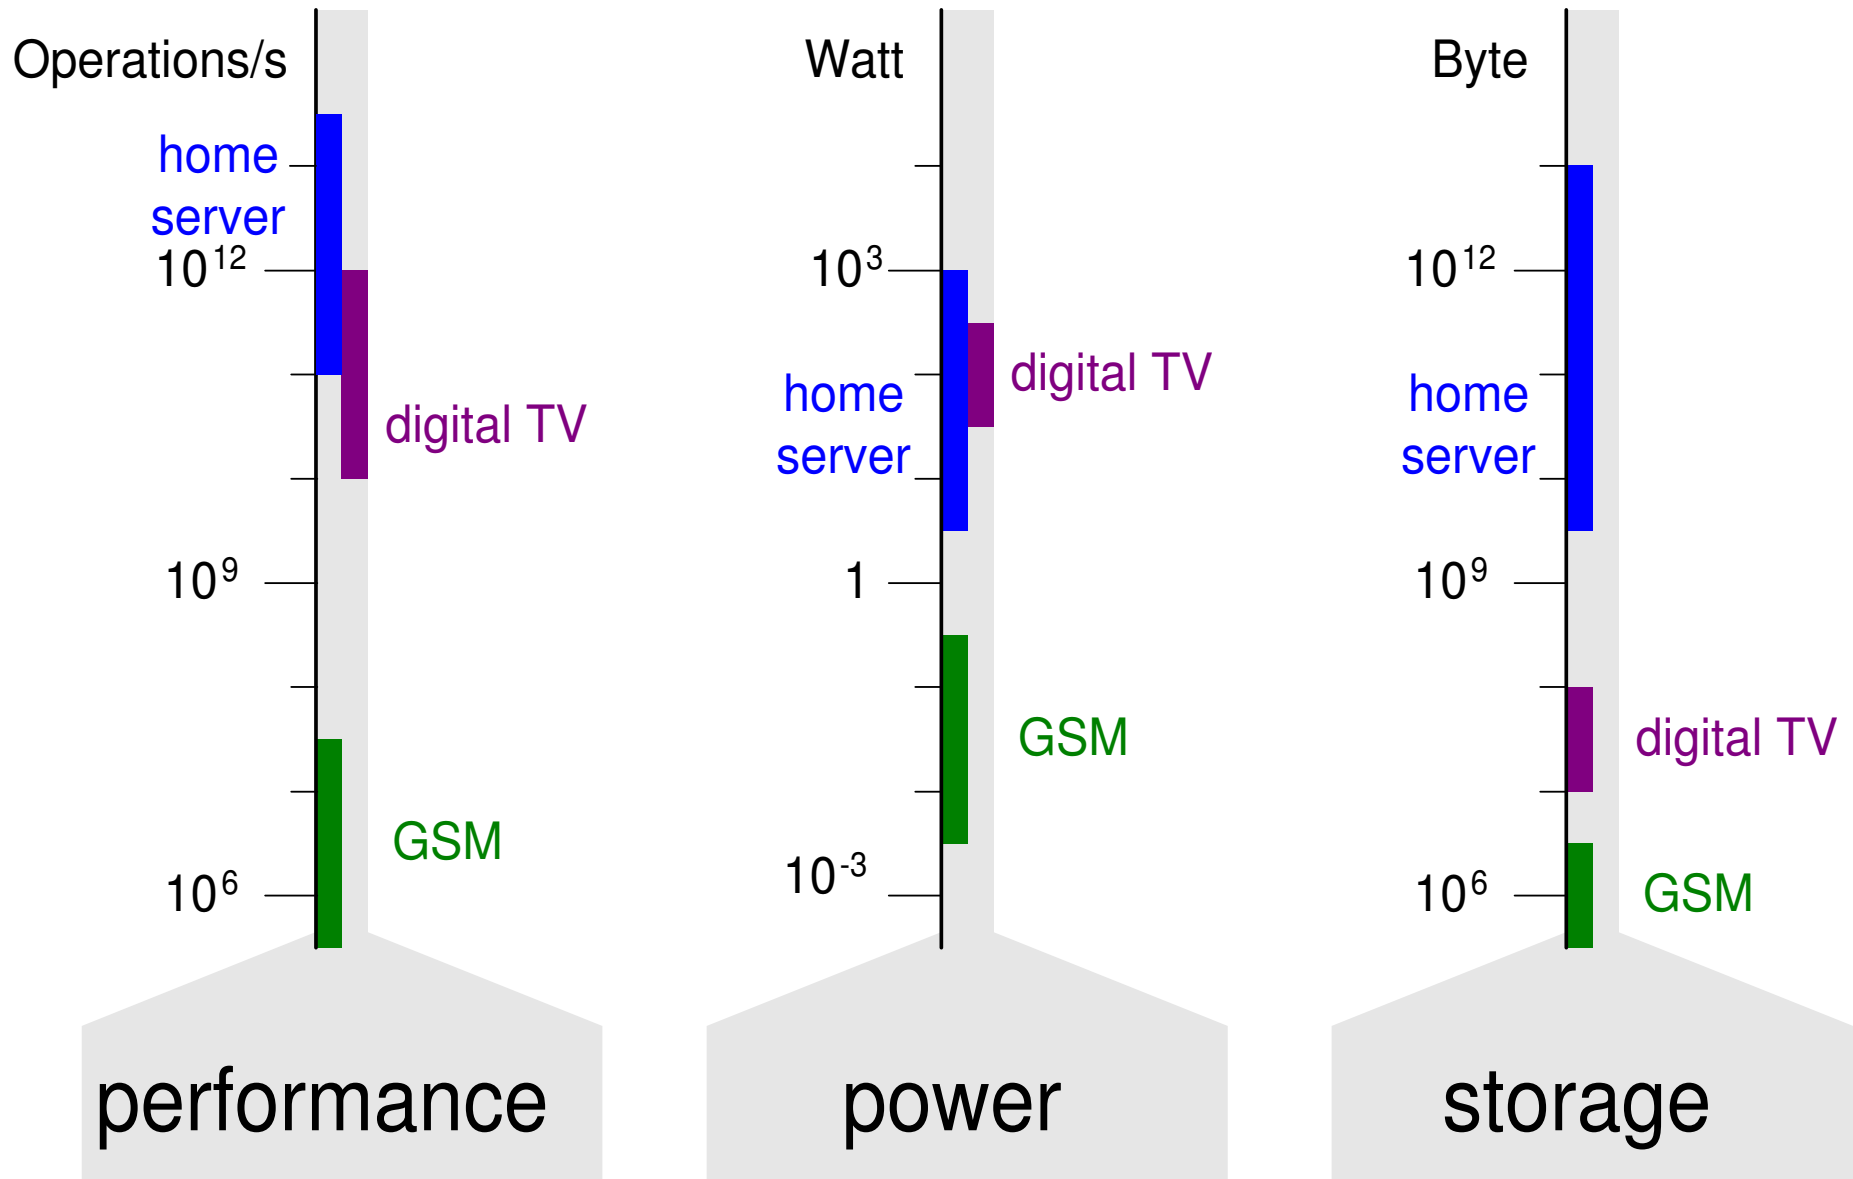 Operations/s
home
server
10^12
digital TV
10^9
GSM
10^6
performance
Watt
10^3
digital TV
home
server
1
GSM
10^-3
power
Byte
10^12
home
server
10^9
digital TV
10^6
GSM
storage